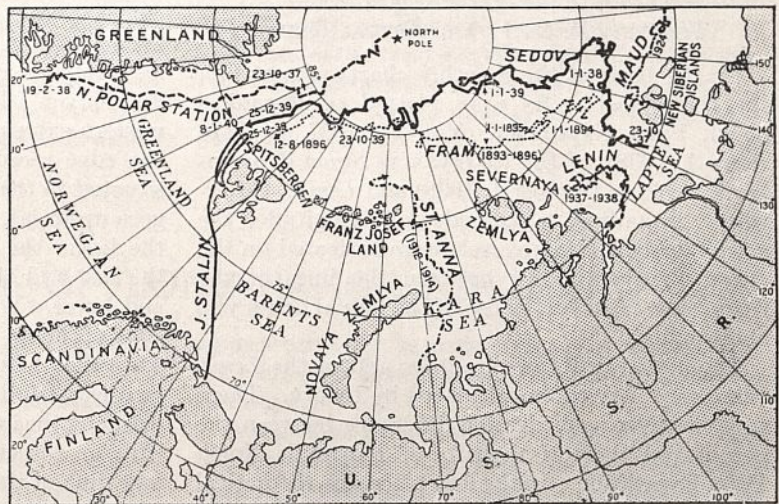 GREENLAND
NORTH
POLE
SEDOV
MAUD
1924
NEW SIBERIAN
ISLANDS
85°
23-10-37
1-1-38
150°
20°
19-2-38
N. POLAR STATION
1-1-39
25-12-39
8-1-40
25-12-39
12-8-1896
23-10-39
1-1-1895
1-1-1894
23-10-
140°
FRAM
(1893-1896)
LENIN
1937-1938
LAPTEV
SEA
10°
GREENLAND
SEA
SPITSBERGEN
SEVERNAYA
ZEMLYA
130°
NORWEGIAN
SEA
FRANZ JOSEF
LAND
ST. ANNA
(1912-1914)
120°
J. STALIN
75°
BARENTS
SEA
NOVAYA ZEMLYA
KARA
SEA
R.
SCANDINAVIA
70°
S.
110°
FINLAND
20°
U.
S.
30°
40°
50°
60°
70°
80°
90°
100°